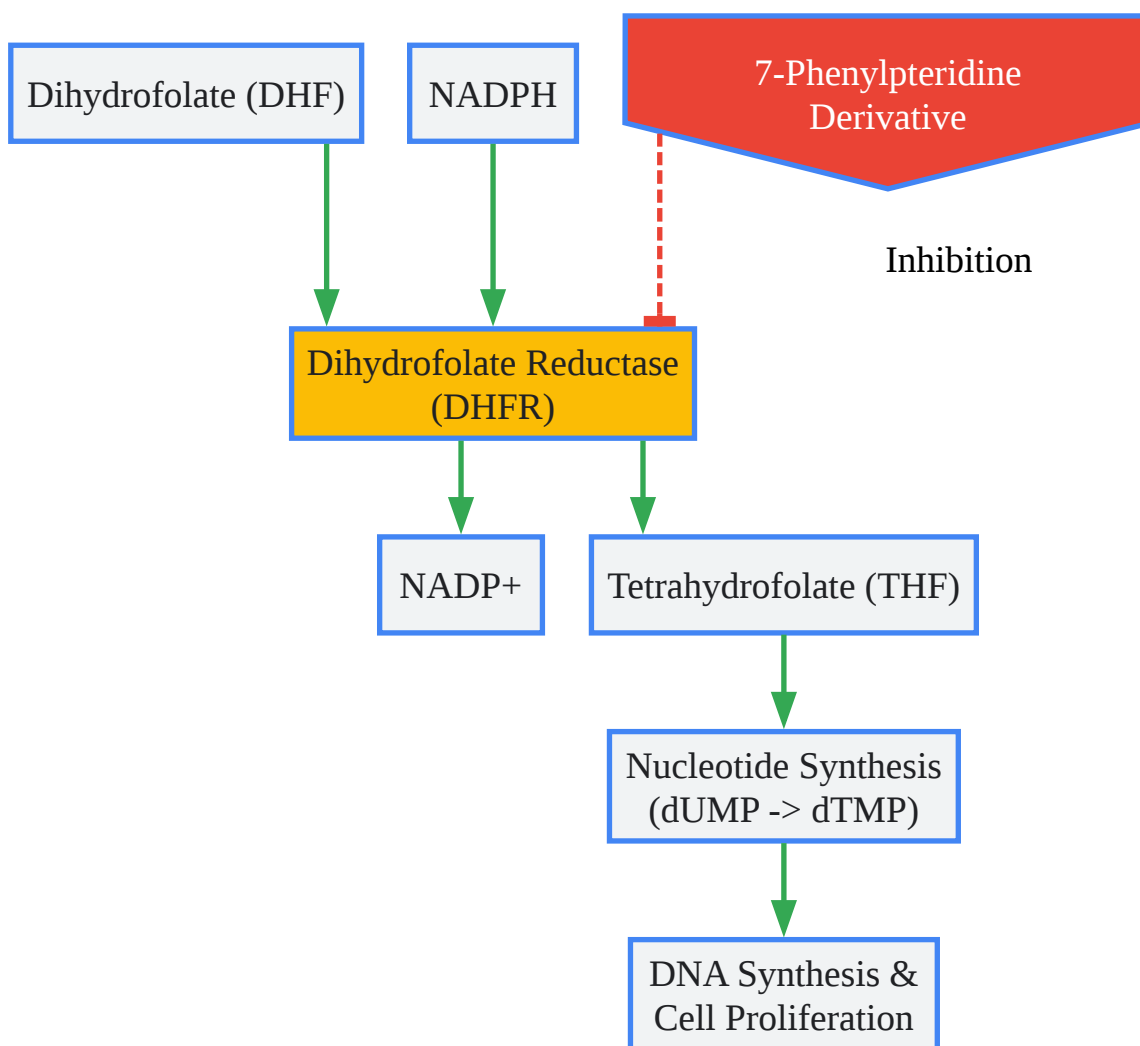 Dihydrofolate (DHF)
NADPH
7-Phenylpteridine
Derivative
Inhibition
Dihydrofolate Reductase
(DHFR)
NADP+
Tetrahydrofolate (THF)
Nucleotide Synthesis
(dUMP -> dTMP)
DNA Synthesis &
Cell Proliferation